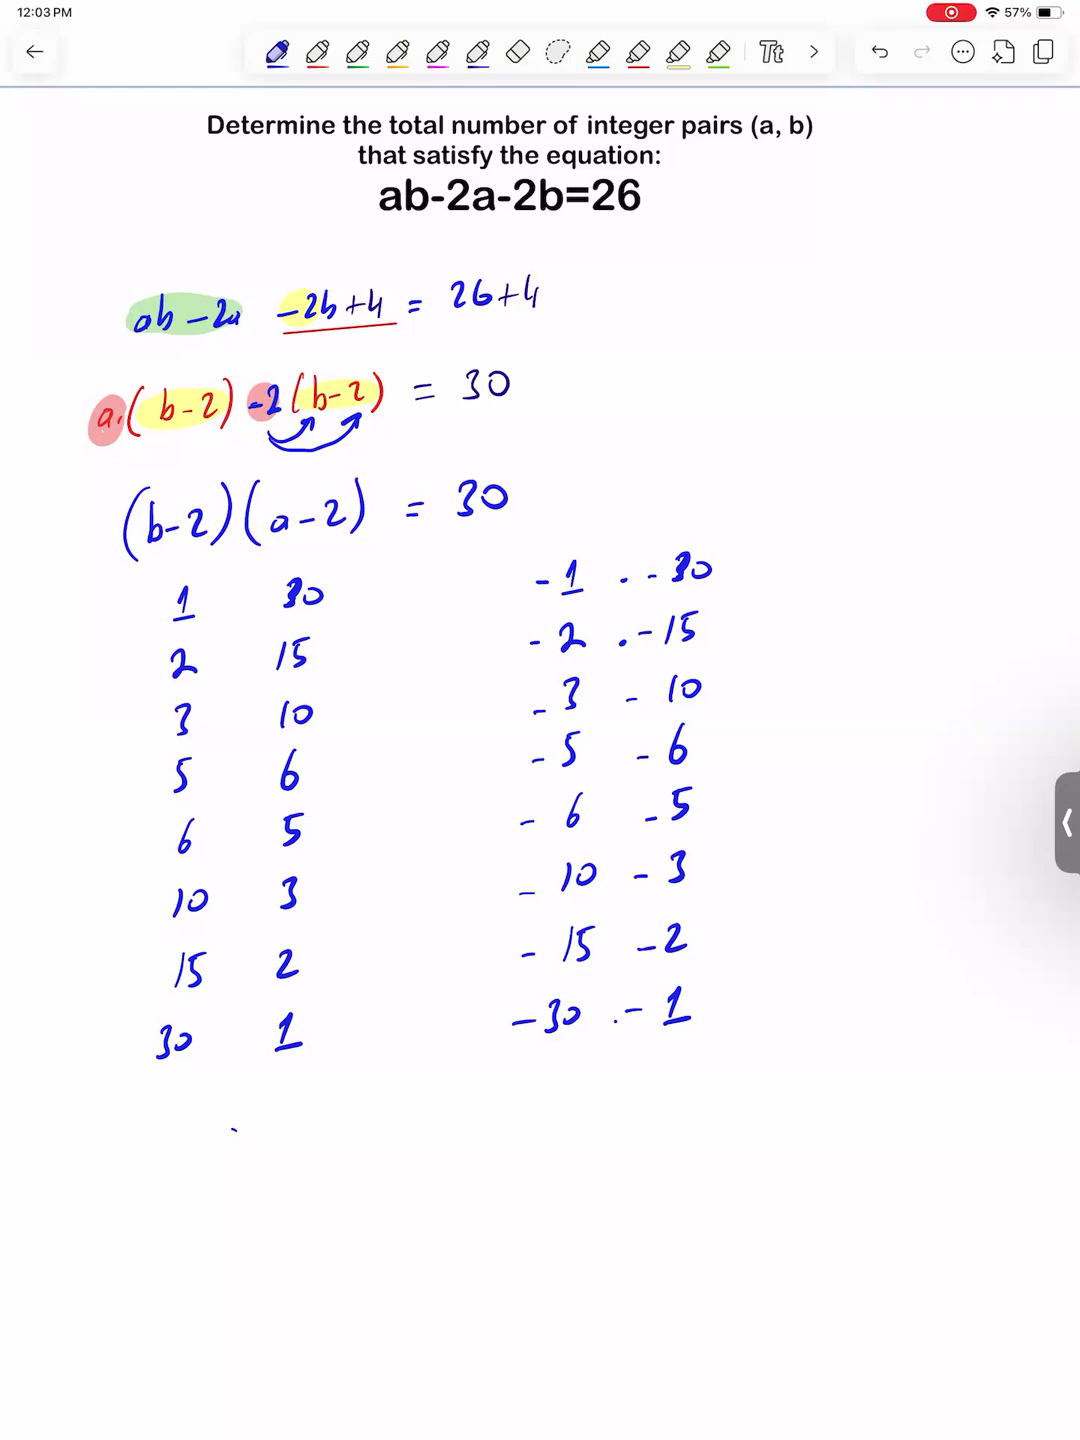 12:03 PM
57%
Tt
Determine the total number of integer pairs (a, b)
that satisfy the equation:
ab-2a-2b=26
ab - 2a - 2b + 4 = 26 + 4
a.(b-2) -2(b-2) = 30
(b-2)(a-2) = 30
1 30 -1 . -30
2 15 -2 . -15
3 10 -3 -10
5 6 -5 -6
6 5 -6 -5
10 3 -10 -3
15 2 -15 -2
30 1 -30 . -1